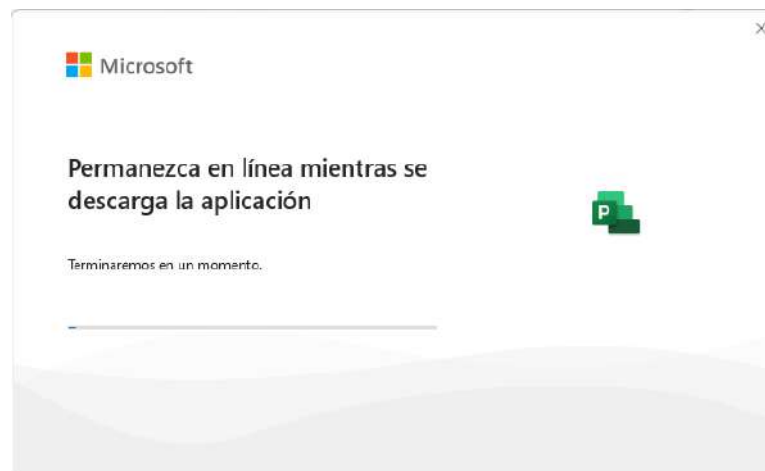 Microsoft
Permanezca en línea mientras se
descarga la aplicación
P
Terminaremos en un momento.